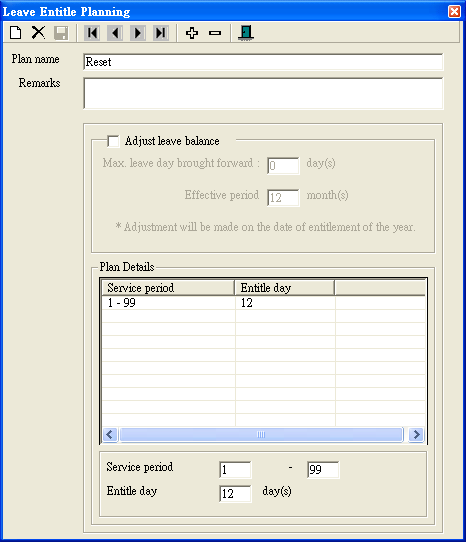 Leave Entitle Planning
Plan name Reset
Remarks
Adjust leave balance
Max. leave day brought forward : 0 day(s)
Effective period 12 month(s)
* Adjustment will be made on the date of entitlement of the year.
Plan Details
Service period Entitle day
1 - 99 12
Service period 1 - 99
Entitle day 12 day(s)